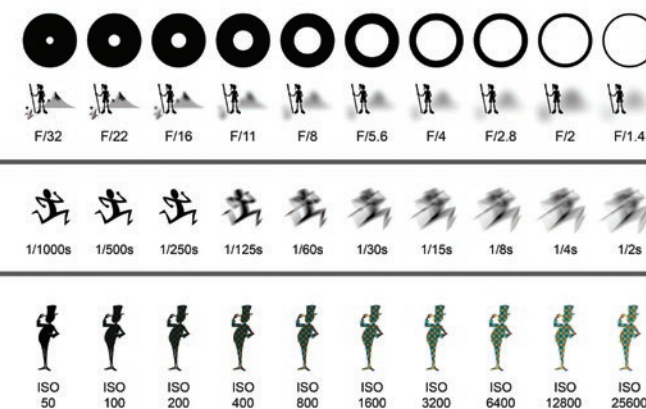 F/32 F/22 F/16 F/11 F/8 F/5.6 F/4 F/2.8 F/2 F/1.4
1/1000s 1/500s 1/250s 1/125s 1/60s 1/30s 1/15s 1/8s 1/4s 1/2s
ISO ISO ISO ISO ISO ISO ISO ISO ISO ISO
50 100 200 400 800 1600 3200 6400 12800 25600